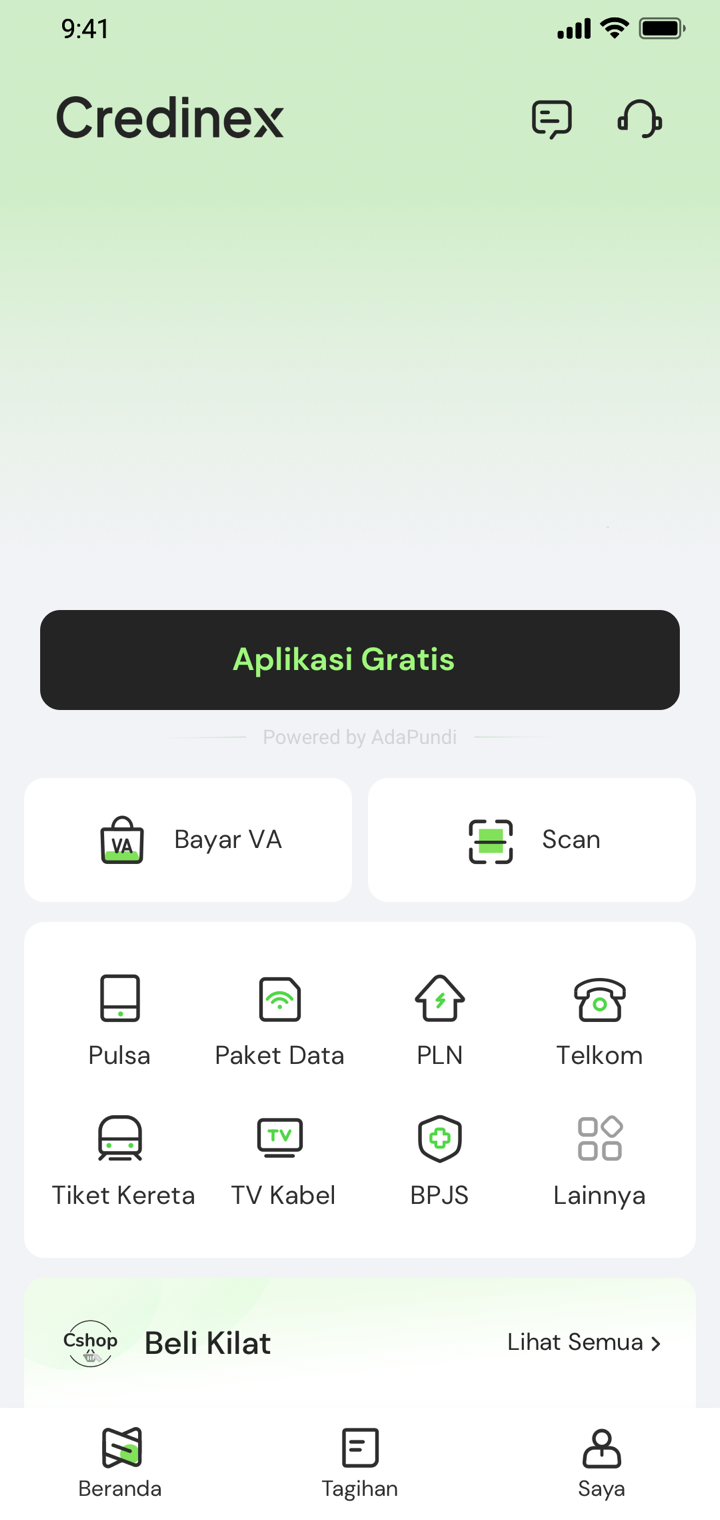 9:41
Credinex
Aplikasi Gratis
Powered by AdaPundi
VA Bayar VA
Scan
Pulsa
Paket Data
PLN
Telkom
TV
Tiket Kereta
TV Kabel
BPJS
Lainnya
Cshop Beli Kilat
Lihat Semua
Beranda
Tagihan
Saya